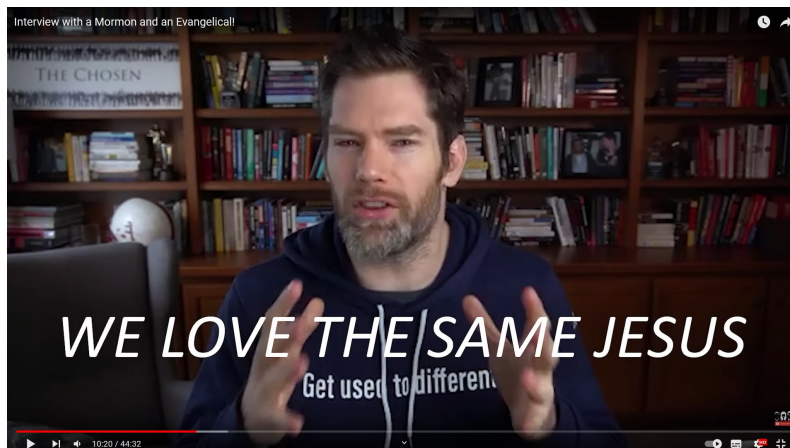 Interview with a Mormon and an Evangelical!
THE CHOSEN
WE LOVE THE SAME JESUS
Get used to different
10:20 / 44:32